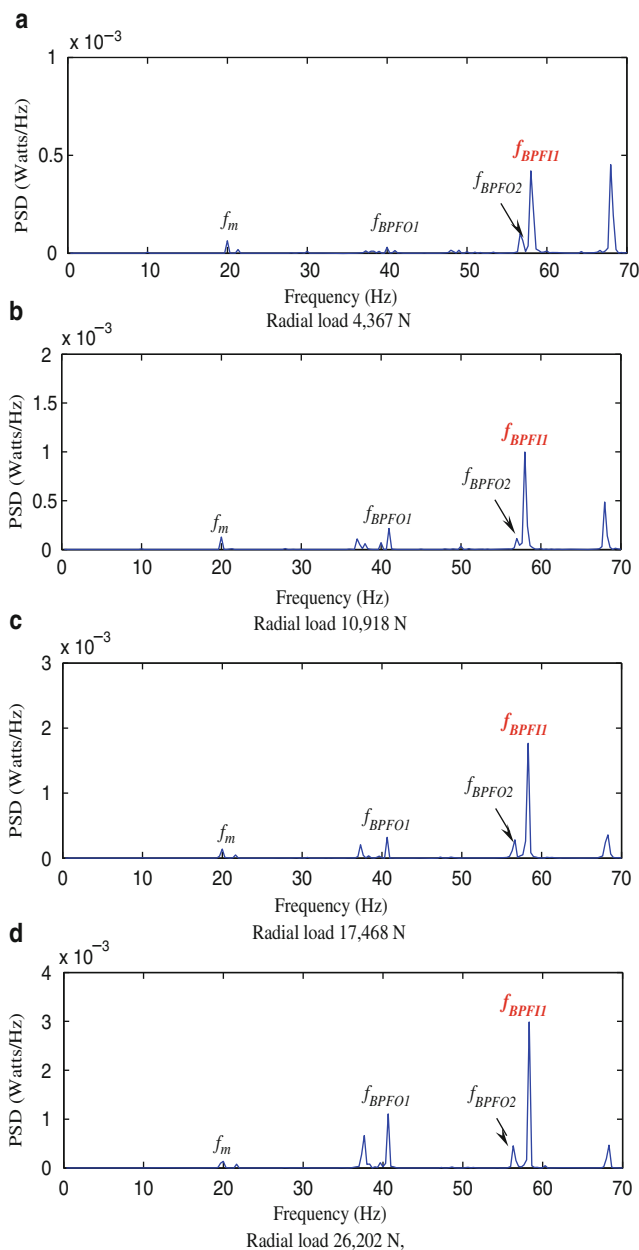 a
x 10⁻³
1
0.5
0
PSD (Watts/Hz)
f_m
f_BPFO1
f_BPFO2
f_BPFI1
0 10 20 30 40 50 60 70
Frequency (Hz)
Radial load 4,367 N
b
x 10⁻³
2
1.5
1
0.5
0
PSD (Watts/Hz)
f_m
f_BPFO1
f_BPFO2
f_BPFI1
0 10 20 30 40 50 60 70
Frequency (Hz)
Radial load 10,918 N
c
x 10⁻³
3
2
1
0
PSD (Watts/Hz)
f_m
f_BPFO1
f_BPFO2
f_BPFI1
0 10 20 30 40 50 60 70
Frequency (Hz)
Radial load 17,468 N
d
x 10⁻³
4
3
2
1
0
PSD (Watts/Hz)
f_m
f_BPFO1
f_BPFO2
f_BPFI1
0 10 20 30 40 50 60 70
Frequency (Hz)
Radial load 26,202 N,